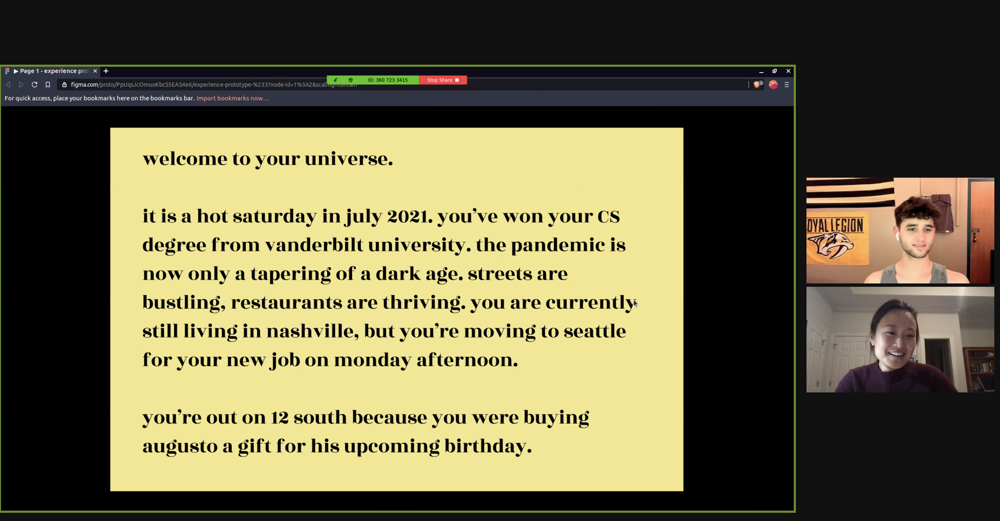 ▶ Page 1 - experience pro
ID: 360 723 3415
Stop Share
figma.com/proto/PpUqsJcOmuoKbcS5EAS4e6/experience-prototype-%233?node-id=1%3A2&scaling=contain
3
For quick access, place your bookmarks here on the bookmarks bar. Import bookmarks now...
welcome to your universe.
it is a hot saturday in july 2021. you’ve won your CS
degree from vanderbilt university. the pandemic is
now only a tapering of a dark age. streets are
bustling, restaurants are thriving. you are currently
still living in nashville, but you’re moving to seattle
for your new job on monday afternoon.
you’re out on 12 south because you were buying
augusto a gift for his upcoming birthday.
OYAL LEGION